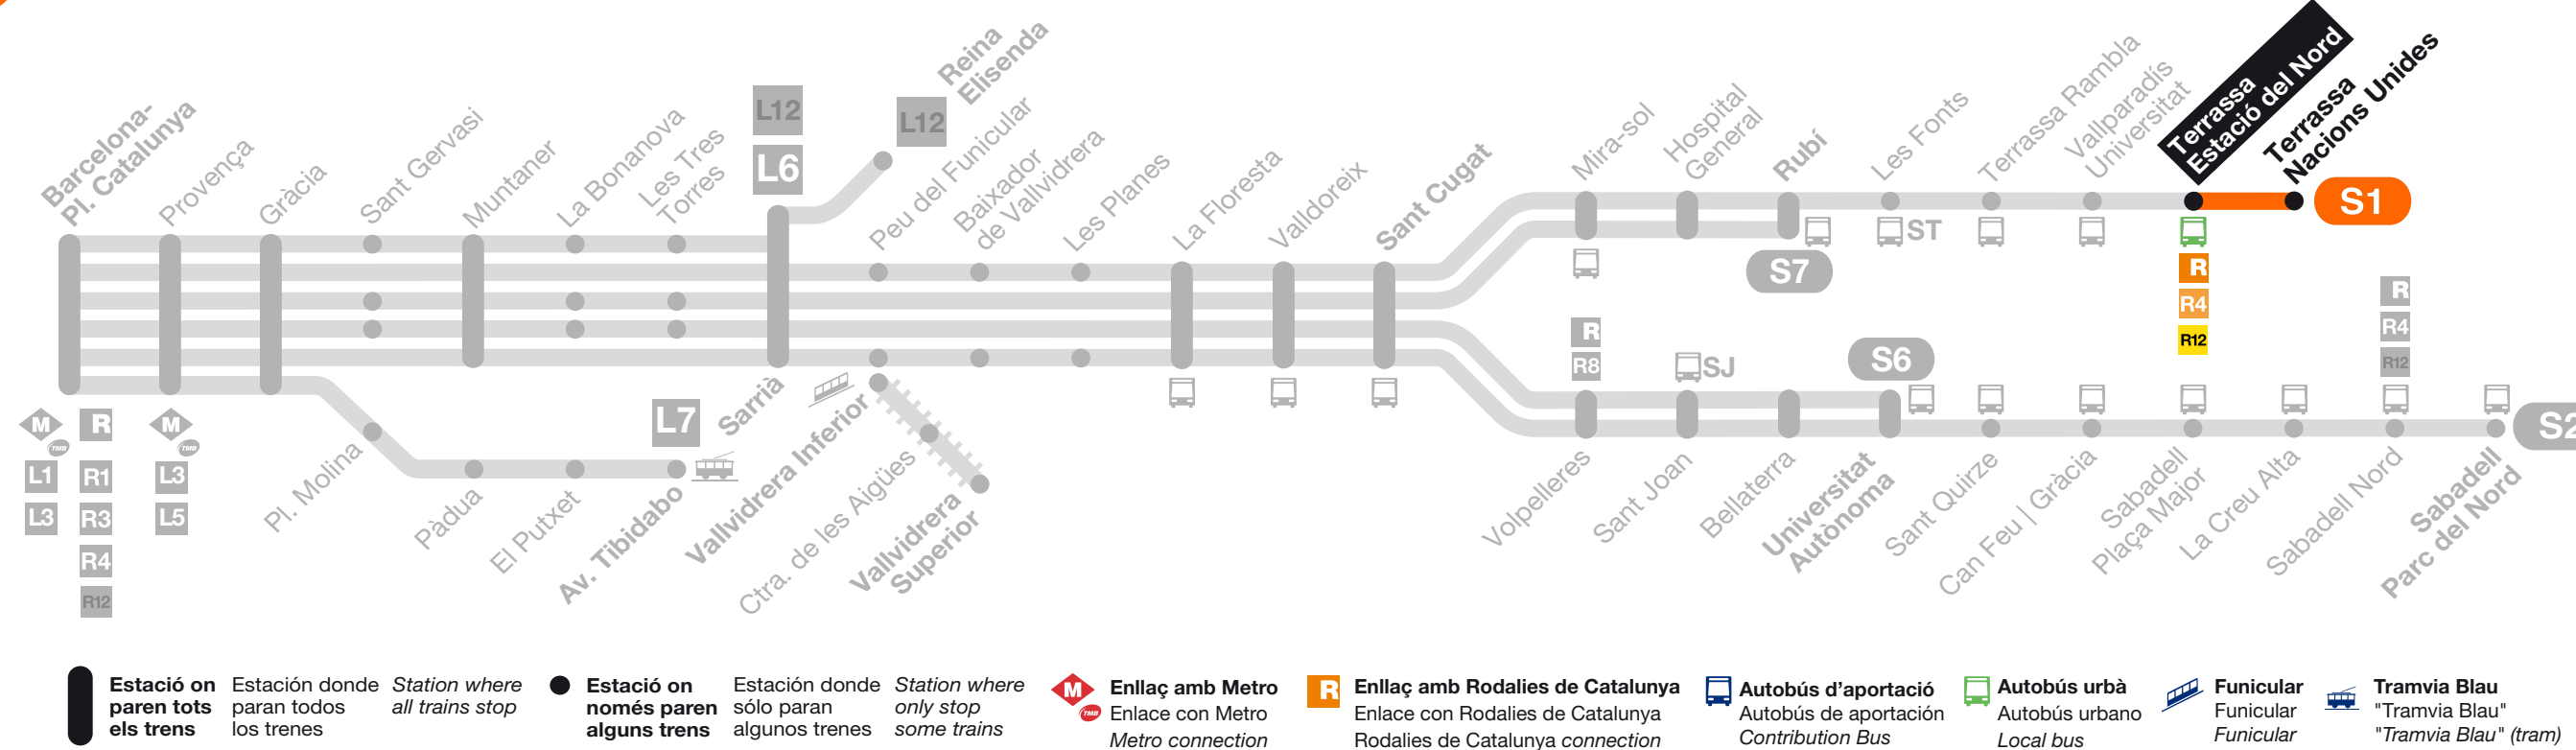 Barcelona-
Pl. Catalunya
Provença
Gràcia
Sant Gervasi
Muntaner
La Bonanova
Les Tres
Torres
L12
L6
Reina
Elisenda
L12
Peu del Funicular
Baixador
de Vallvidrera
Les Planes
La Floresta
Valldoreix
Sant Cugat
Mira-sol
Hospital
General
Rubí
Les Fonts
Terrassa Rambla
Vallparadís
Universitat
Terrassa
Estació del Nord
Terrassa
Nacions Unides
S1
ST
S7
R
R4
R12
R
R8
SJ
S6
R
R4
R12
S2
M
TMB
L1
L3
R
R1
R3
R4
R12
M
TMB
L3
L5
Pl. Molina
Pàdua
El Putxet
L7
Av. Tibidabo
Sarrià
Vallvidrera Inferior
Ctra. de les Aigües
Vallvidrera
Superior
Volpelleres
Sant Joan
Bellaterra
Universitat
Autònoma
Sant Quirze
Can Feu | Gràcia
Sabadell
Plaça Major
La Creu Alta
Sabadell Nord
Sabadell
Parc del Nord
Estació on
paren tots
els trens
Estación donde
paran todos
los trenes
Station where
all trains stop
Estació on
només paren
alguns trens
Estación donde
sólo paran
algunos trenes
Station where
only stop
some trains
M
TMB
Enllaç amb Metro
Enlace con Metro
Metro connection
R
Enllaç amb Rodalies de Catalunya
Enlace con Rodalies de Catalunya
Rodalies de Catalunya connection
Autobús d’aportació
Autobús de aportación
Contribution Bus
Autobús urbà
Autobús urbano
Local bus
Funicular
Funicular
Funicular
Tramvia Blau
"Tramvia Blau"
"Tramvia Blau" (tram)